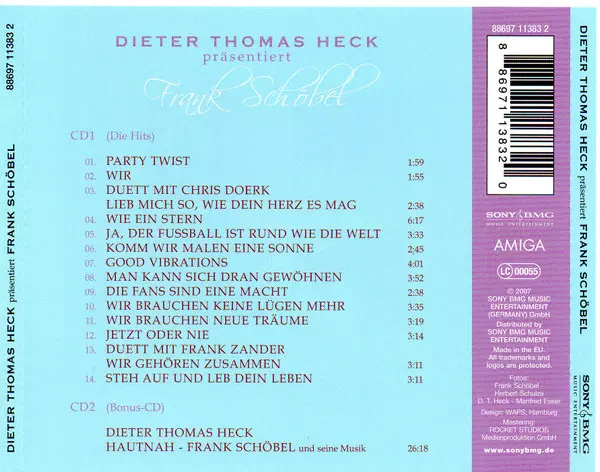 88697 11383 2
DIETER THOMAS HECK präsentiert FRANK SCHÖBEL
DIETER THOMAS HECK
präsentiert
Frank Schöbel
CD1 (Die Hits)
01. PARTY TWIST 1:59
02. WIR 1:55
03. DUETT MIT CHRIS DOERK
LIEB MICH SO, WIE DEIN HERZ ES MAG 2:38
04. WIE EIN STERN 6:17
05. JA, DER FUSSBALL IST RUND WIE DIE WELT 3:33
06. KOMM WIR MALEN EINE SONNE 2;45
07. GOOD VIBRATIONS 4:01
08. MAN KANN SICH DRAN GEWÖHNEN 3:52
09. DIE FANS SIND EINE MACHT 2:38
10. WIR BRAUCHEN KEINE LÜGEN MEHR 3:35
11. WIR BRAUCHEN NEUE TRÄUME 3:19
12. JETZT ODER NIE 3:14
13. DUETT MIT FRANK ZANDER
WIR GEHÖREN ZUSAMMEN 3:11
14. STEH AUF UND LEB DEIN LEBEN 3:11
CD2 (Bonus-CD)
DIETER THOMAS HECK
HAUTNAH - FRANK SCHÖBEL und seine Musik 26:18
88697 11383 2
8 86971 13832 0
SONY BMG
MUSIC ENTERTAINMENT
AMIGA
LC 00055
℗ © 2007
SONY BMG MUSIC
ENTERTAINMENT
(GERMANY) GmbH
Distributed by
SONY BMG MUSIC
ENTERTAINMENT
Made in the EU.
All trademarks and
logos are protected.
Fotos:
Frank Schöbel -
Herbert Schulze
D. T. Heck - Manfred Esser
Design: WAPS, Hamburg
Mastering:
ROCKET STUDIOS
Medienproduktion GmbH
www.sonybmg.de
DIETER THOMAS HECK präsentiert FRANK SCHÖBEL
SONY BMG
MUSIC ENTERTAINMENT
88697 11383 2